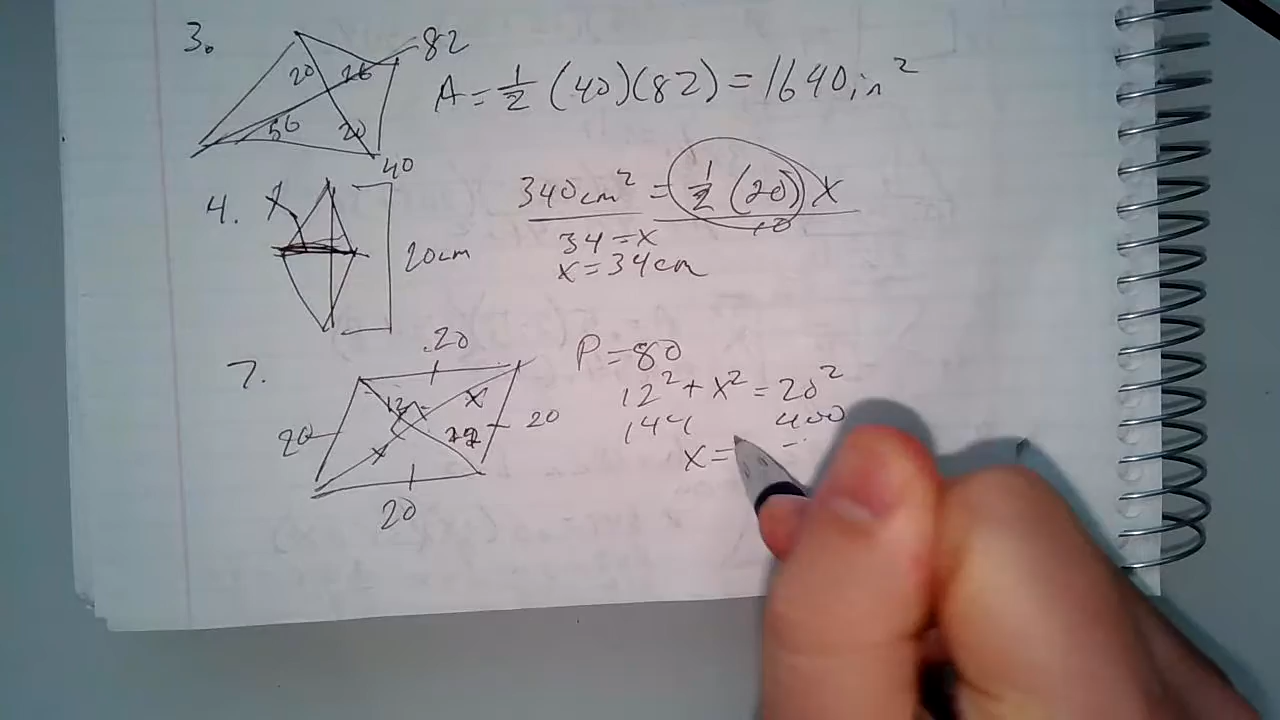 3.
82
20
26
56
20
A = 1/2 (40)(82) = 1640 in²
40
4.
X
20cm
340cm² = 1/2 (20) X
10
34 = x
x = 34cm
7.
20
P = 80
12² + x² = 20²
12
x
20
20
12
x
144 400
x =
20